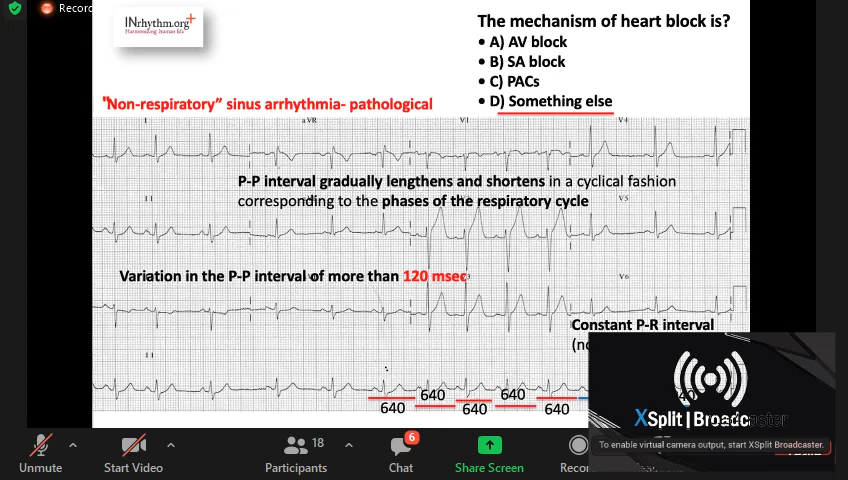 Recor
INrhythm.org+
Harmonizing human life
The mechanism of heart block is?
• A) AV block
• B) SA block
• C) PACs
• D) Something else
"Non-respiratory” sinus arrhythmia- pathological
I
aVR
V1
V4
P-P interval gradually lengthens and shortens in a cyclical fashion
corresponding to the phases of the respiratory cycle
II
V5
Variation in the P-P interval of more than 120 msec
V6
Constant P-R interval
(no
II
640 640 640
640 640 640
XSplit | Broadcaster
To enable virtual camera output, start XSplit Broadcaster.
Unmute
Start Video
18
Participants
6
Chat
Share Screen
Recor